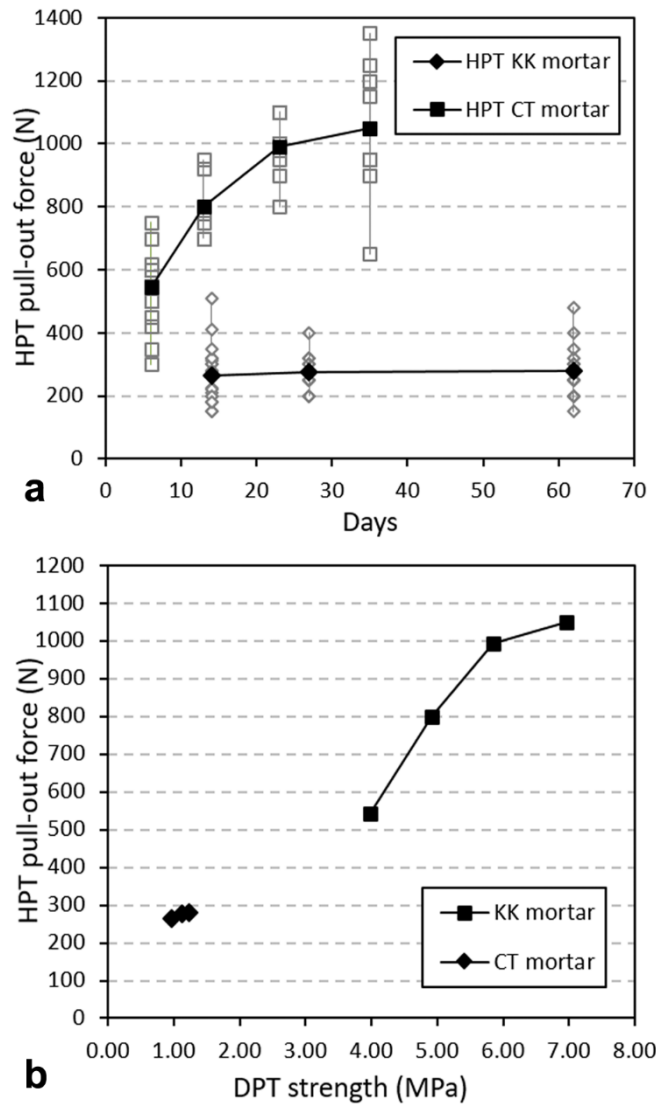 1400
1200
1000
800
600
400
200
0
HPT pull-out force (N)
HPT KK mortar
HPT CT mortar
0 10 20 30 40 50 60 70
Days
a
1200
1100
1000
900
800
700
600
500
400
300
200
100
0
HPT pull-out force (N)
KK mortar
CT mortar
0.00 1.00 2.00 3.00 4.00 5.00 6.00 7.00 8.00
DPT strength (MPa)
b